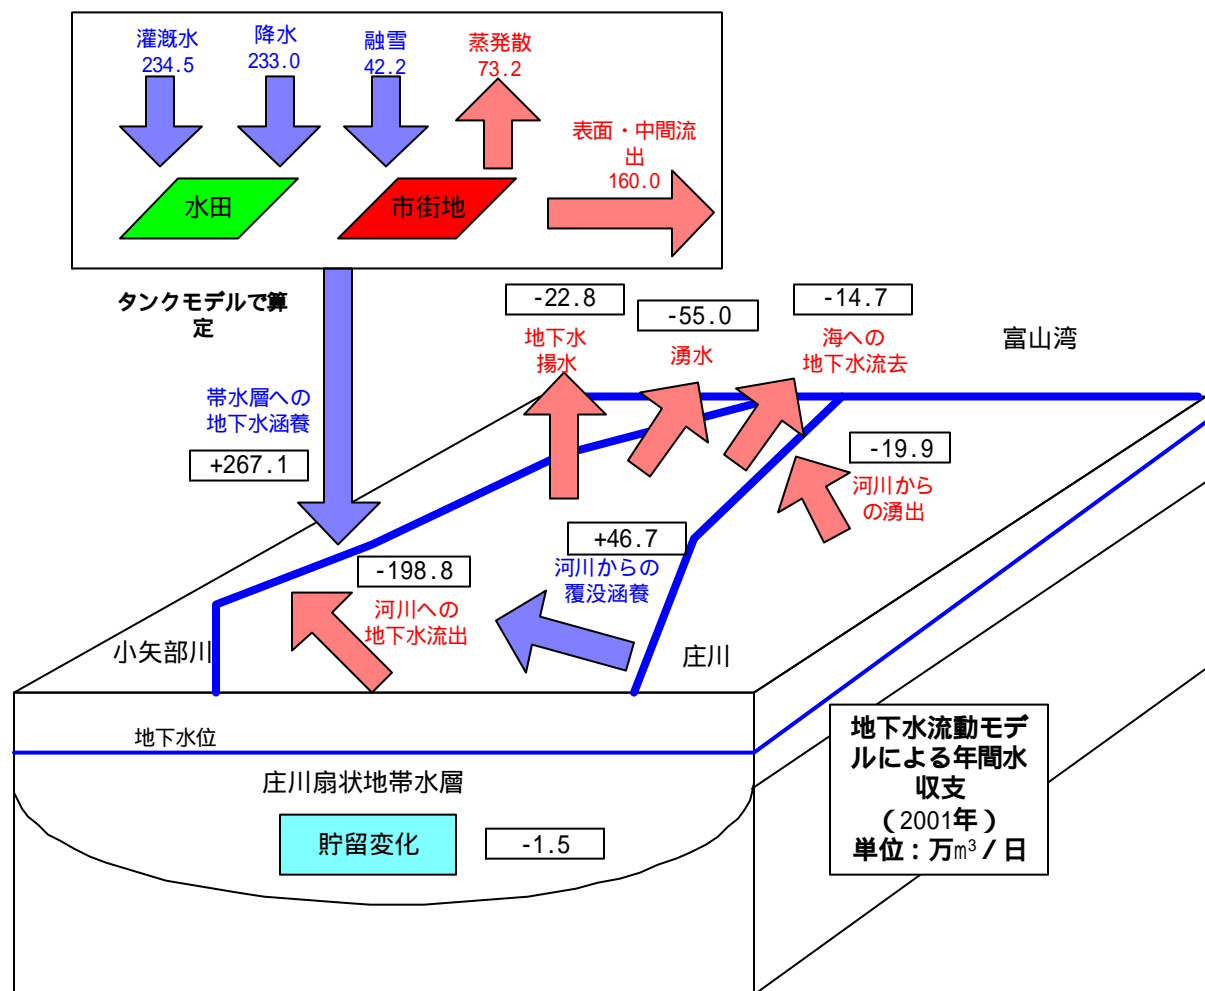 灌漑水
234.5
降水
233.0
融雪
42.2
蒸発散
73.2
表面・中間流
出
160.0
水田
市街地
タンクモデルで算
定
-22.8
地下水
揚水
-55.0
湧水
-14.7
海への
地下水流去
富山湾
帯水層への
地下水涵養
+267.1
-19.9
河川から
の湧出
+46.7
河川からの
覆没涵養
-198.8
河川への
地下水流出
小矢部川
庄川
地下水位
庄川扇状地帯水層
貯留変化
-1.5
地下水流動モデ
ルによる年間水
収支
(2001年)
単位:万m³/日